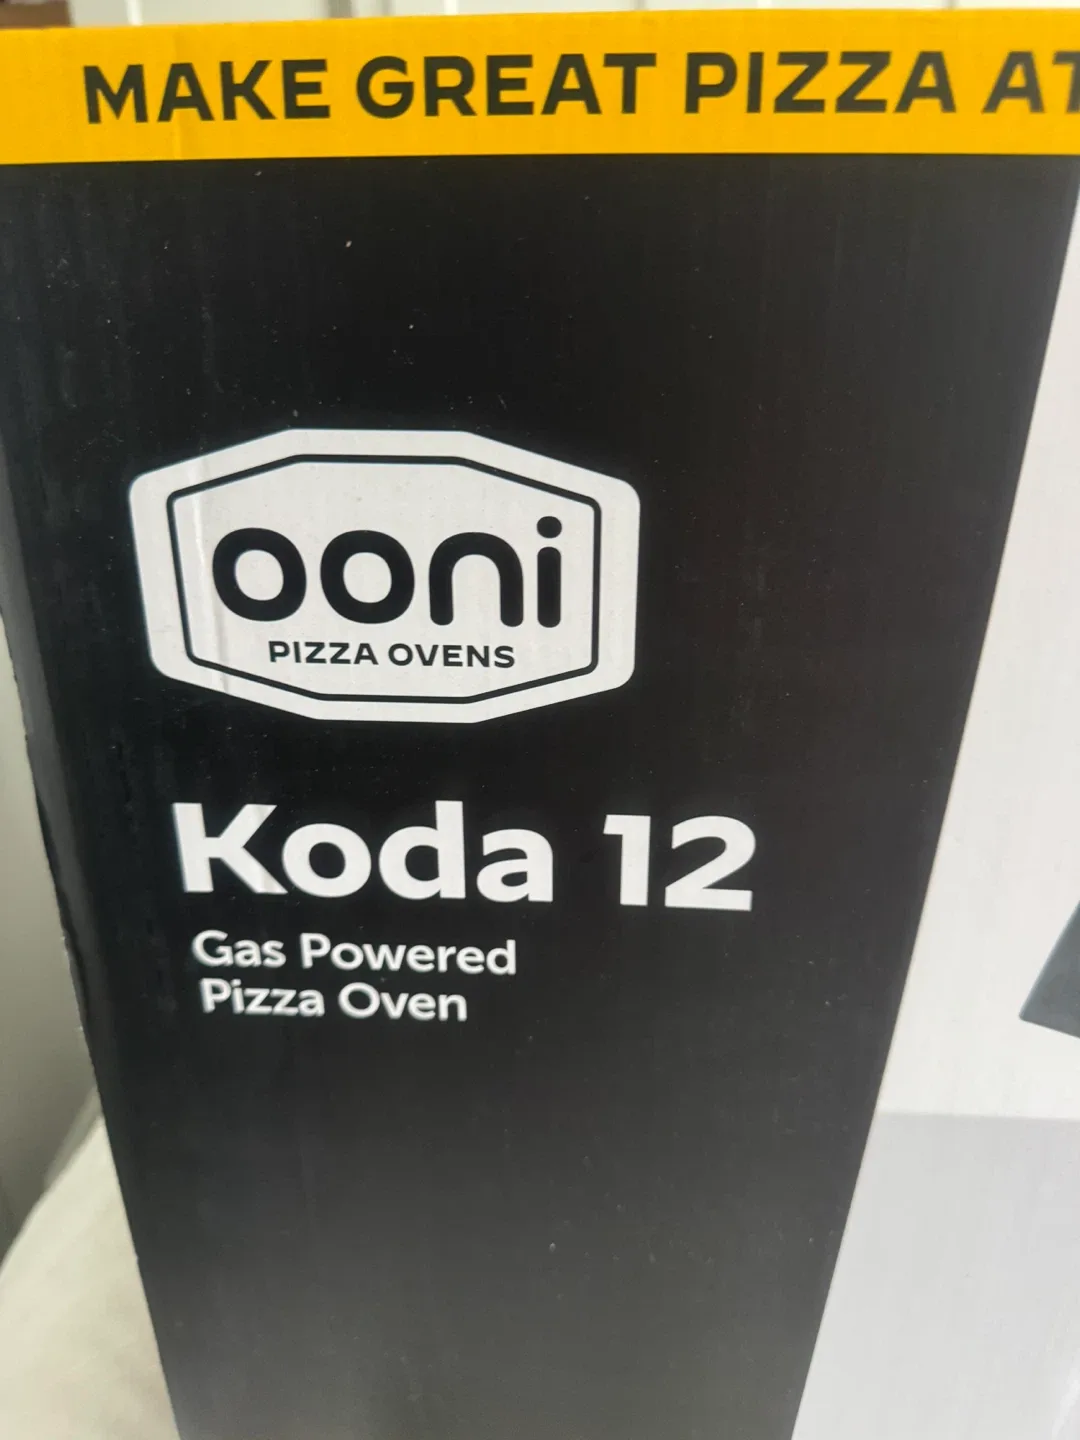 MAKE GREAT PIZZA AT
ooni
PIZZA OVENS
Koda 12
Gas Powered
Pizza Oven